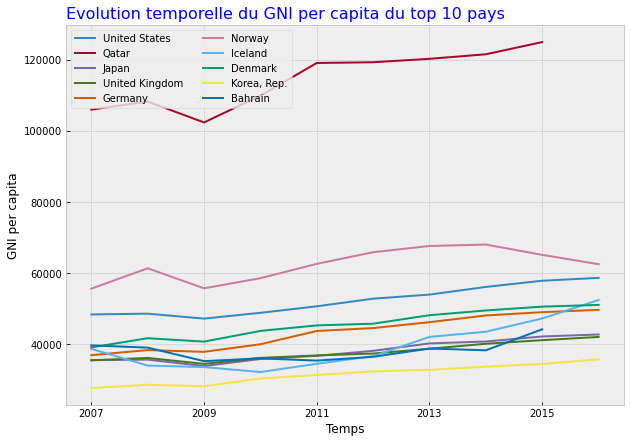 Evolution temporelle du GNI per capita du top 10 pays
United States
Qatar
Japan
United Kingdom
Germany
Norway
Iceland
Denmark
Korea, Rep.
Bahrain
120000
100000
80000
60000
40000
GNI per capita
2007
2009
2011
2013
2015
Temps